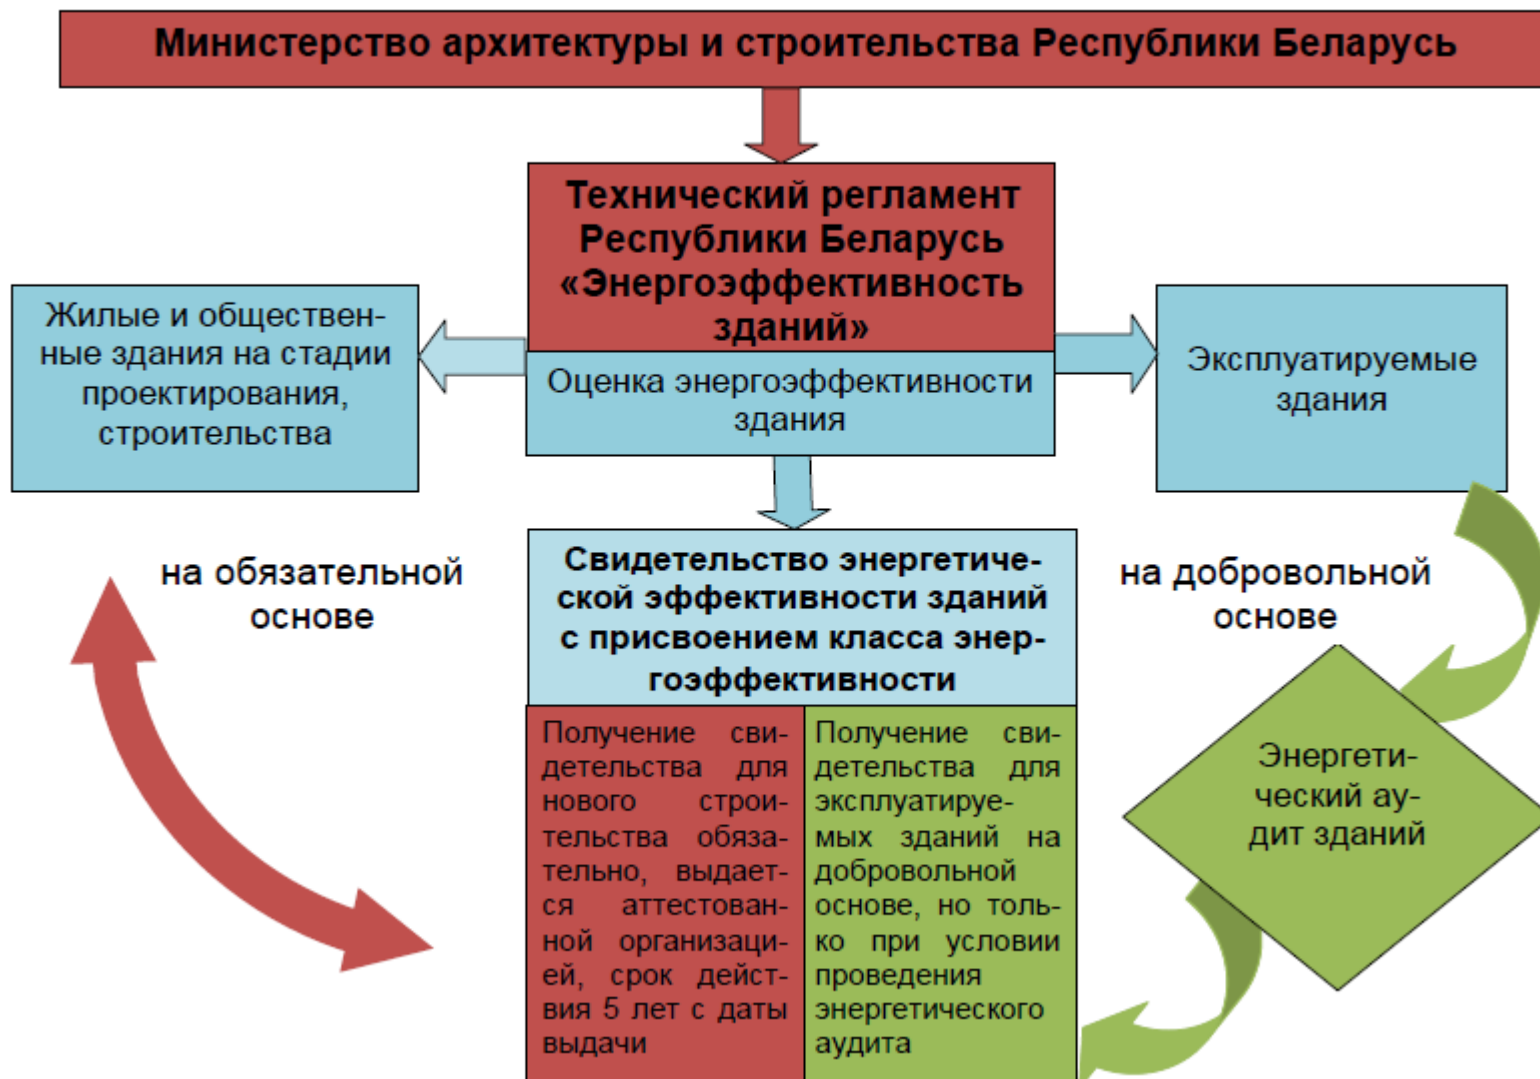 Министерство архитектуры и строительства Республики Беларусь
Технический регламент
Республики Беларусь
«Энергоэффективность
зданий»
Оценка энергоэффективности
здания
Жилые и обществен-
ные здания на стадии
проектирования,
строительства
Эксплуатируемые
здания
на обязательной
основе
Свидетельство энергетиче-
ской эффективности зданий
с присвоением класса энер-
гоэффективности
на добровольной
основе
Получение сви-
детельства для
нового строи-
тельства обяза-
тельно, выдает-
ся аттестован-
ной организаци-
ей, срок дейст-
вия 5 лет с даты
выдачи
Получение сви-
детельства для
эксплуатируе-
мых зданий на
добровольной
основе, но толь-
ко при условии
проведения
энергетического
аудита
Энергети-
ческий ау-
дит зданий